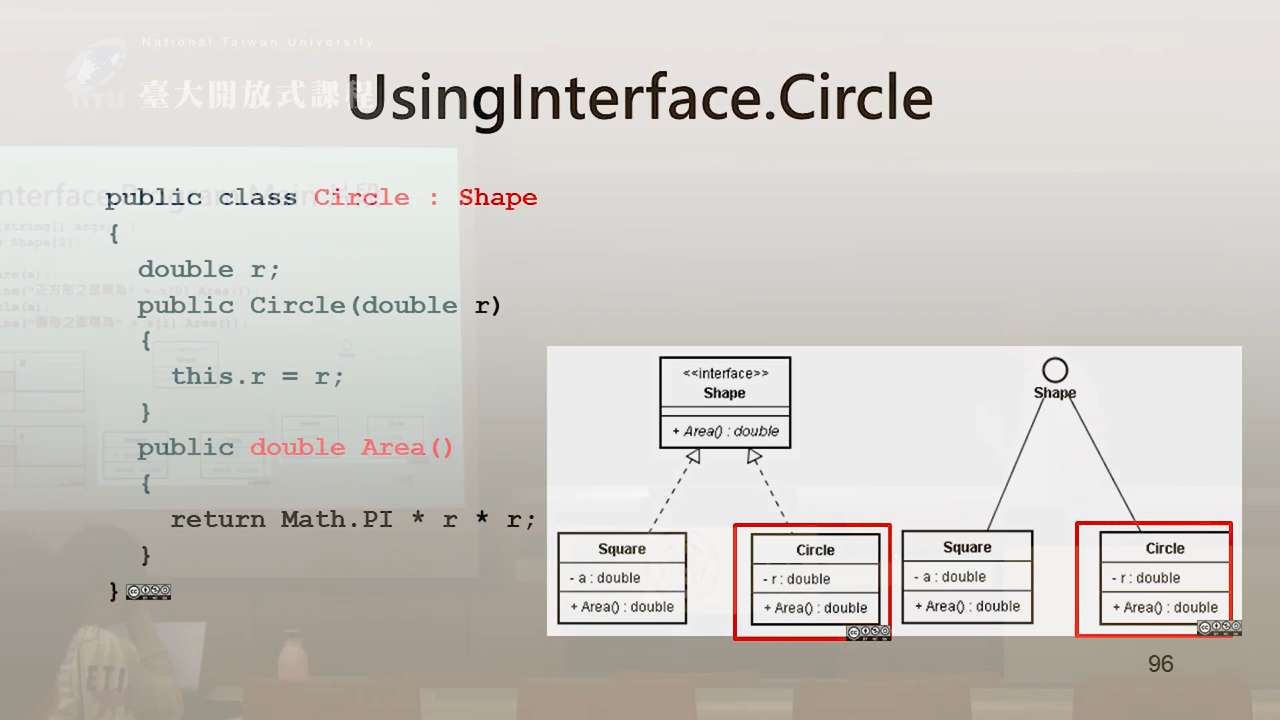 National Taiwan University
臺大開放式課程
UsingInterface.Circle
public class Circle : Shape
{
double r;
public Circle(double r)
{
this.r = r;
}
public double Area()
{
return Math.PI * r * r;
}
}
<<interface>>
Shape
+ Area() : double
Square
- a : double
+ Area() : double
Circle
- r : double
+ Area() : double
Shape
Square
- a : double
+ Area() : double
Circle
- r : double
+ Area() : double
96